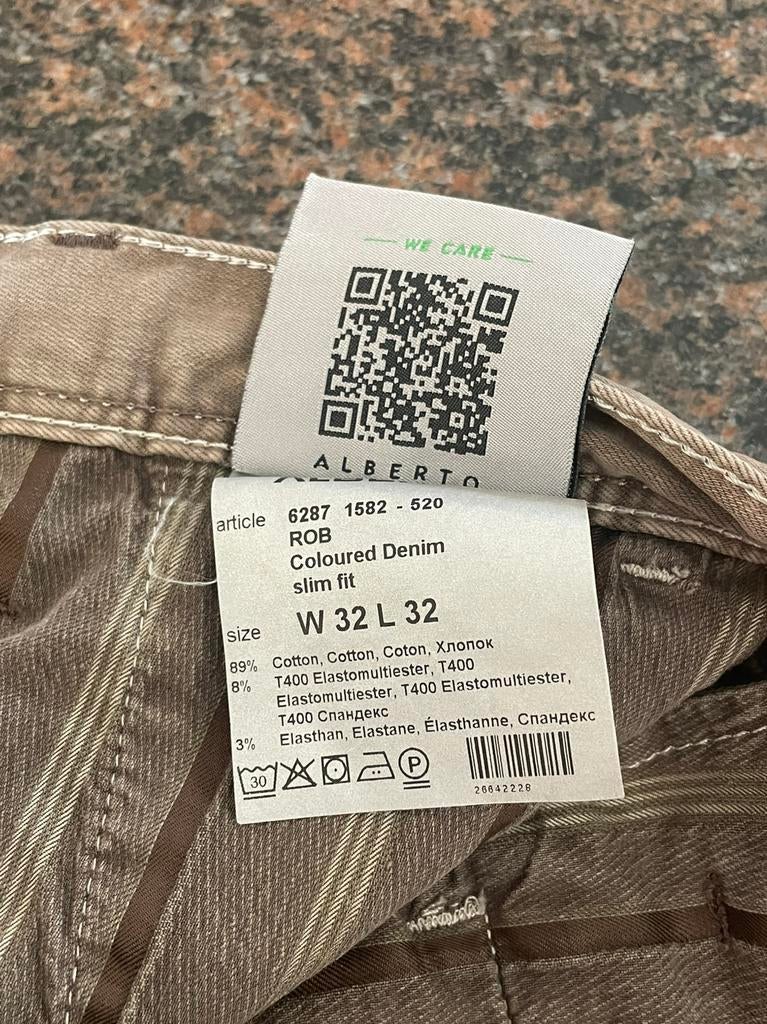 WE CARE
ALBERTO
article 6287 1582 - 520
ROB
Coloured Denim
slim fit
size W 32 L 32
89% Cotton, Cotton, Coton, Хлопок
8% T400 Elastomultiester, T400
Elastomultiester, T400 Elastomultiester,
T400 Спандекс
3% Elasthan, Elastane, Élasthanne, Спандекс
30 P
26642228